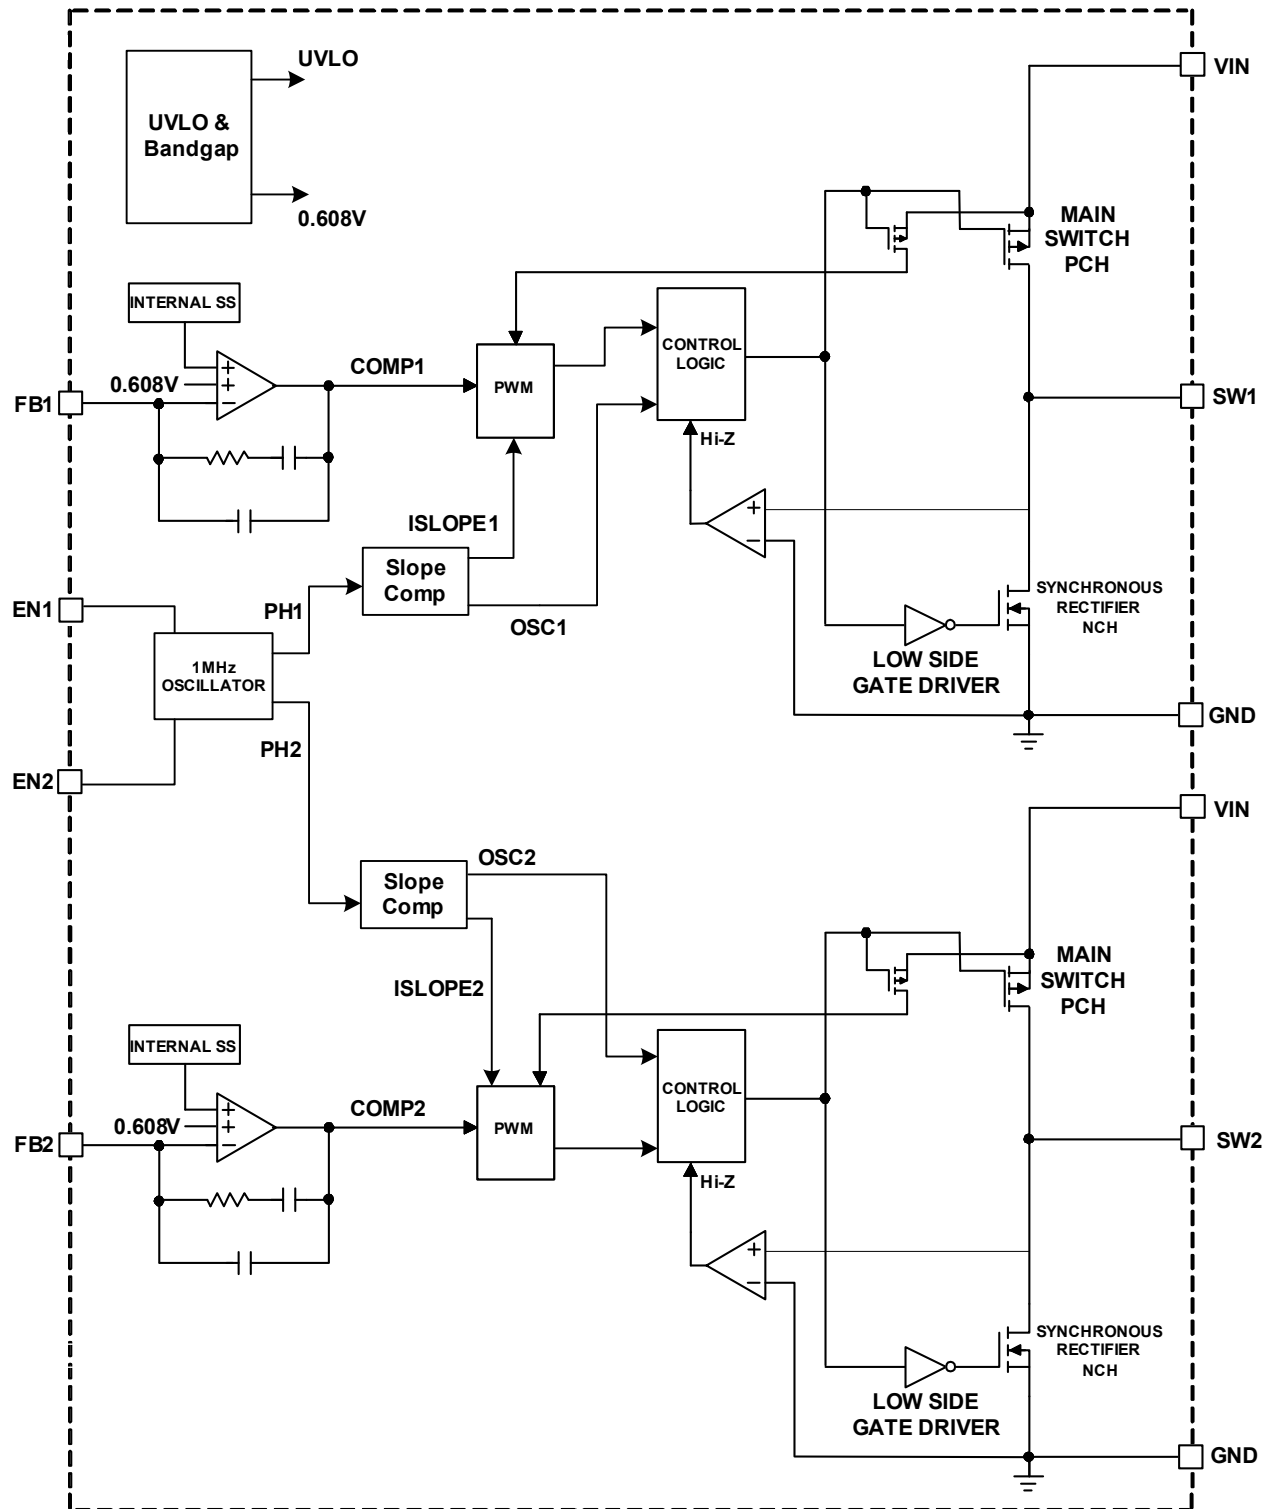 UVLO
VIN
UVLO &
Bandgap
0.608V
MAIN
SWITCH
PCH
INTERNAL SS
CONTROL
LOGIC
COMP1
+
+
−
0.608V
PWM
FB1
SW1
Hi-Z
ISLOPE1
+
−
Slope
Comp
EN1
PH1
OSC1
SYNCHRONOUS
RECTIFIER
NCH
1MHz
OSCILLATOR
LOW SIDE
GATE DRIVER
GND
PH2
EN2
VIN
OSC2
Slope
Comp
MAIN
SWITCH
PCH
ISLOPE2
INTERNAL SS
CONTROL
LOGIC
COMP2
+
+
−
0.608V
PWM
FB2
SW2
Hi-Z
+
−
SYNCHRONOUS
RECTIFIER
NCH
LOW SIDE
GATE DRIVER
GND